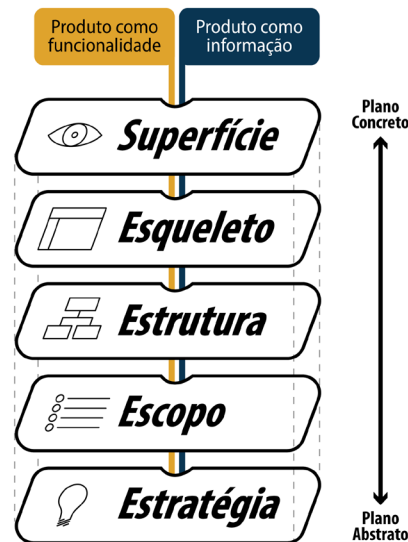 Produto como
funcionalidade
Produto como
informação
Superfície
Plano
Concreto
Esqueleto
Estrutura
Escopo
Estratégia
Plano
Abstrato